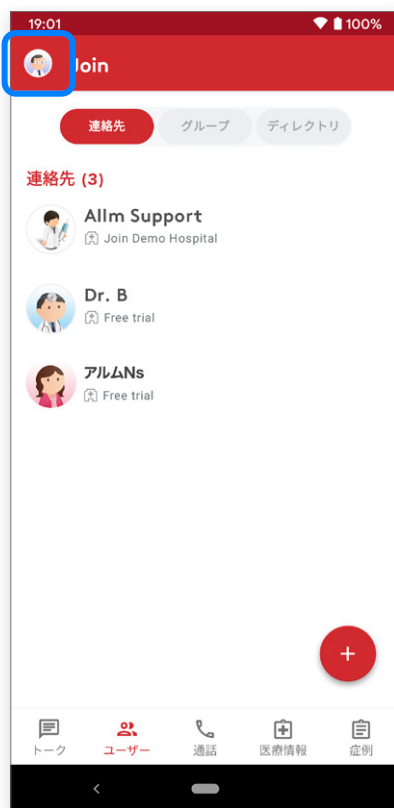 19:01 100%
Join
連絡先 グループ ディレクトリ
連絡先 (3)
Allm Support
Join Demo Hospital
Dr. B
Free trial
アルムNs
Free trial
+
トーク ユーザー 通話 医療情報 症例